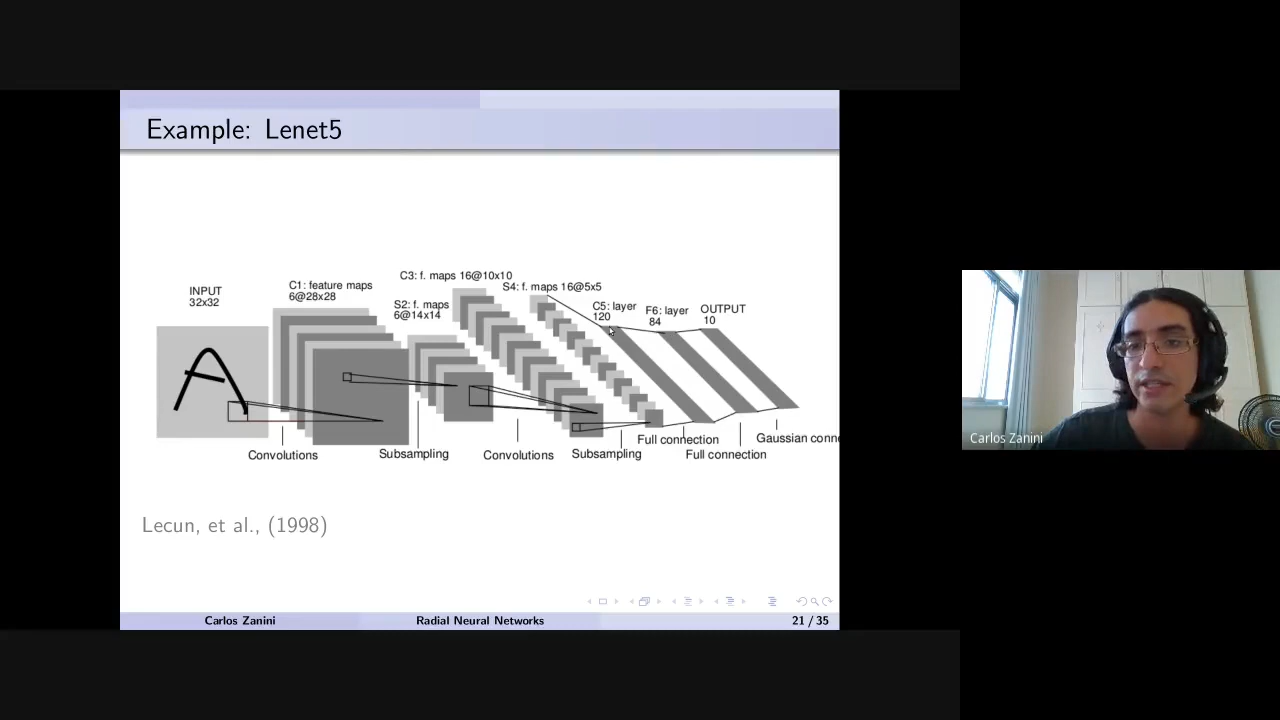 Example: Lenet5
INPUT
32x32
C1: feature maps
6@28x28
S2: f. maps
6@14x14
C3: f. maps 16@10x10
S4: f. maps 16@5x5
C5: layer
120
F6: layer
84
OUTPUT
10
Convolutions
Subsampling
Convolutions
Subsampling
Full connection
Full connection
Gaussian conne
Lecun, et al., (1998)
Carlos Zanini
Radial Neural Networks
21 / 35
Carlos Zanini